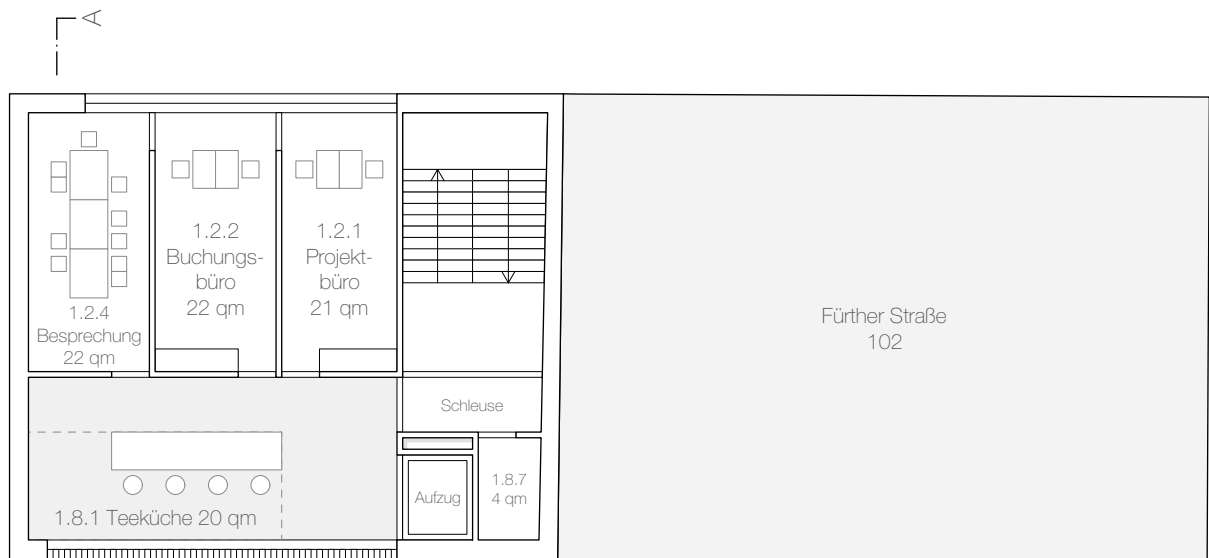 A
1.2.4
Besprechung
22 qm
1.2.2
Buchungs-
büro
22 qm
1.2.1
Projekt-
büro
21 qm
Fürther Straße
102
Schleuse
Aufzug
1.8.7
4 qm
1.8.1 Teeküche 20 qm